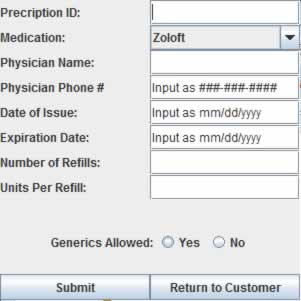 Precription ID:
Medication: Zoloft
Physician Name:
Physician Phone # Input as ###-###-####
Date of Issue: Input as mm/dd/yyyy
Expiration Date: Input as mm/dd/yyyy
Number of Refills:
Units Per Refill:
Generics Allowed: Yes No
Submit Return to Customer